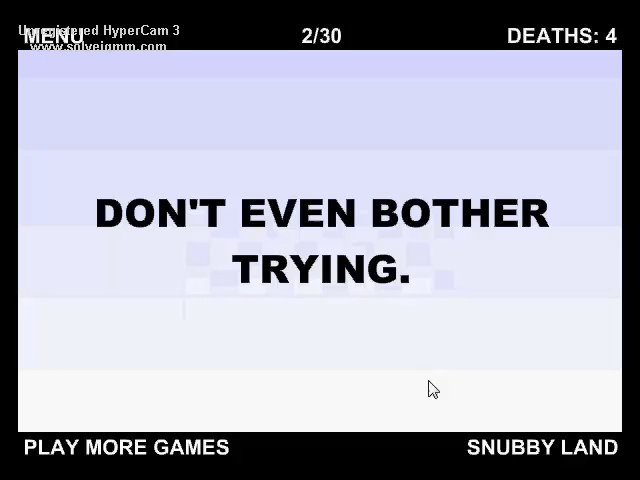 Unregistered HyperCam 3
www.solveigmm.com
MENU
2/30
DEATHS: 4
DON'T EVEN BOTHER
TRYING.
PLAY MORE GAMES
SNUBBY LAND